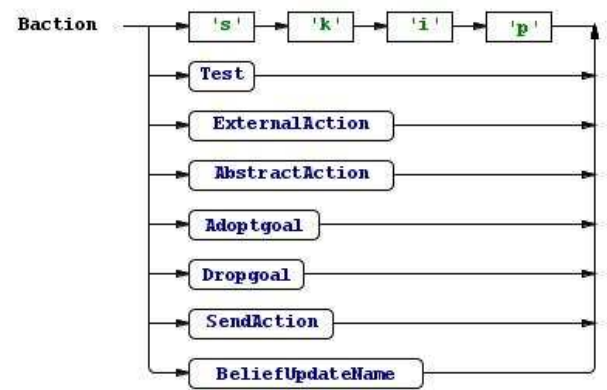 Baction 's' 'k' 'i' 'p'
Test
ExternalAction
AbstractAction
Adoptgoal
Dropgoal
SendAction
BeliefUpdateName